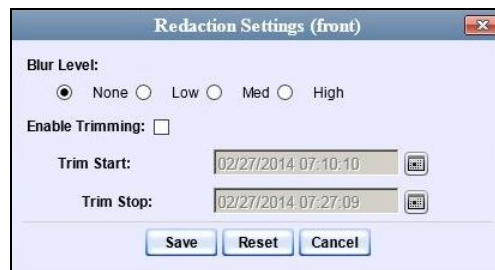 Redaction Settings (front)
Blur Level:
None Low Med High
Enable Trimming:
Trim Start: 02/27/2014 07:10:10
Trim Stop: 02/27/2014 07:27:09
Save Reset Cancel